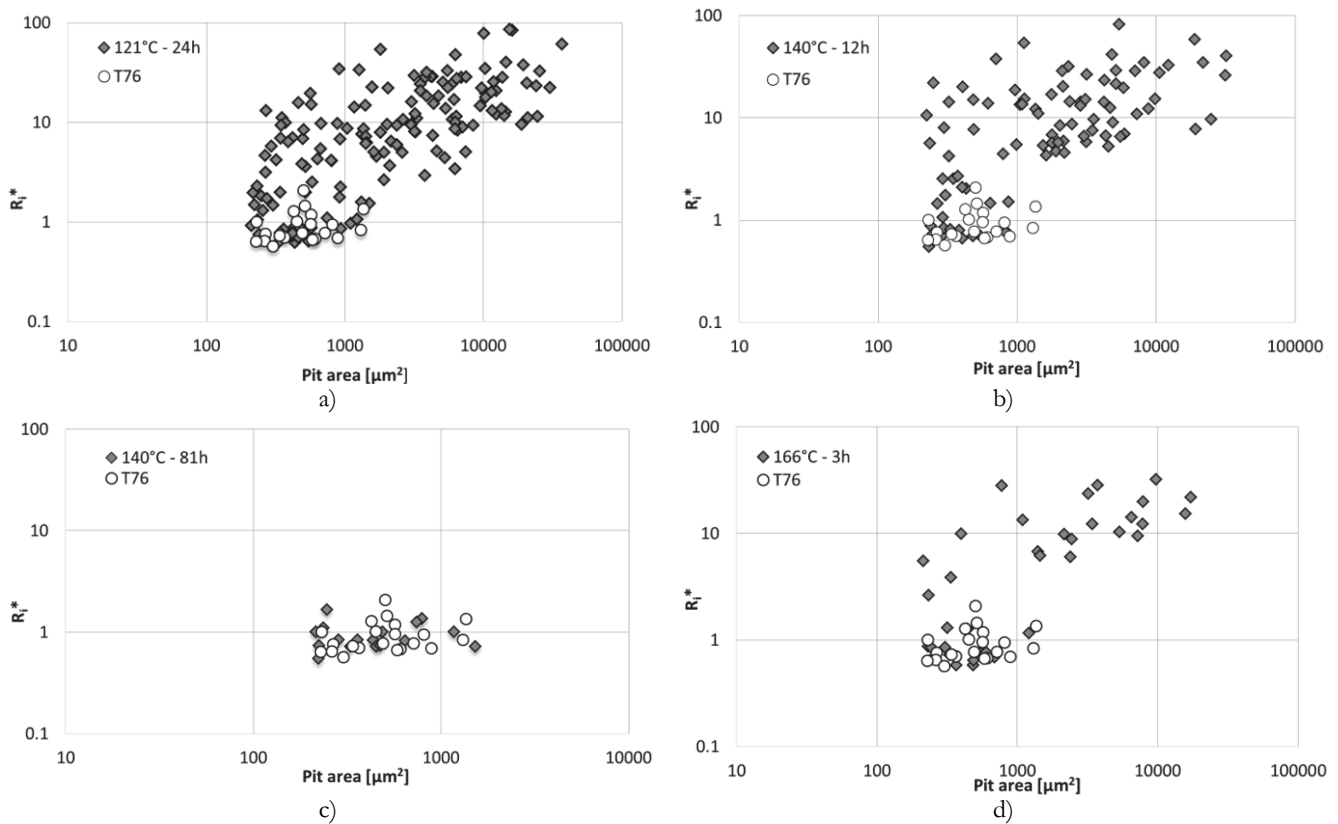 100
10
1
0.1
R_i*
◆ 121°C - 24h
○ T76
10 100 1000 10000 100000
Pit area [µm²]
a)
100
10
1
0.1
R_i*
◆ 140°C - 12h
○ T76
10 100 1000 10000 100000
Pit area [µm²]
b)
100
10
1
0.1
R_i*
◆ 140°C - 81h
○ T76
10 100 1000 10000
Pit area [µm²]
c)
100
10
1
0.1
R_i*
◆ 166°C - 3h
○ T76
10 100 1000 10000 100000
Pit area [µm²]
d)